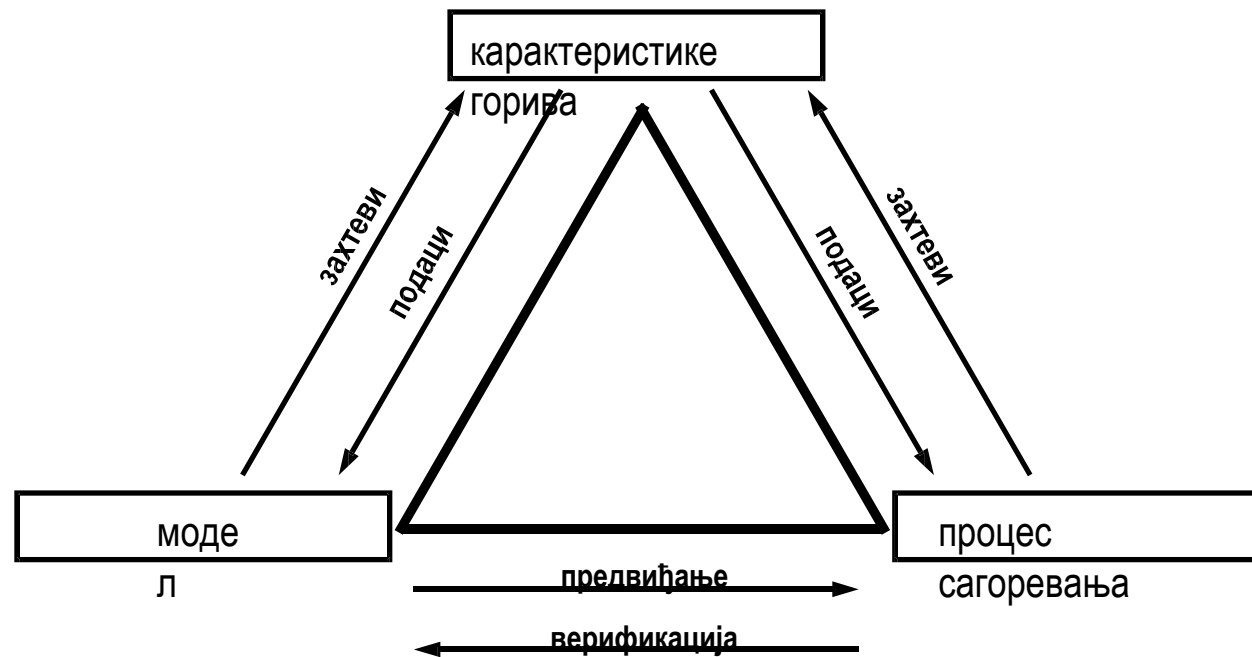 карактеристике
горива
захтеви
подаци
подаци
захтеви
моде
л
процес
сагоревања
предвиђање
верификација